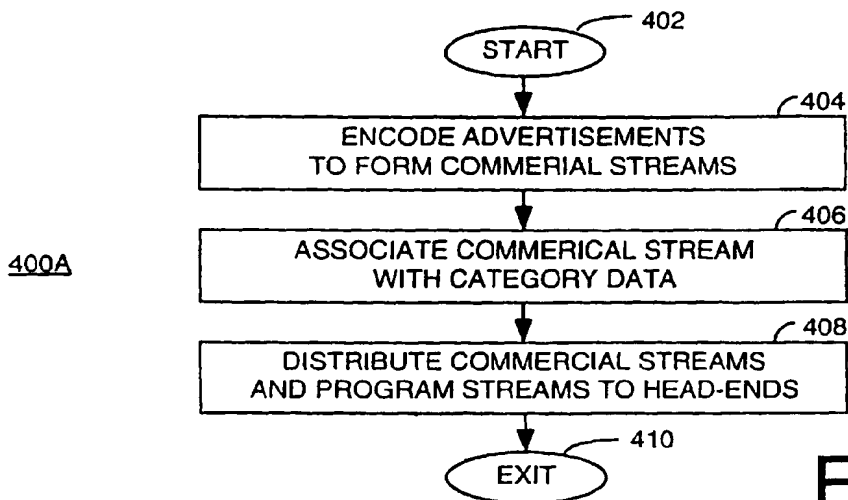 402
START
404
ENCODE ADVERTISEMENTS
TO FORM COMMERIAL STREAMS
406
ASSOCIATE COMMERICAL STREAM
WITH CATEGORY DATA
400A
408
DISTRIBUTE COMMERCIAL STREAMS
AND PROGRAM STREAMS TO HEAD-ENDS
410
EXIT